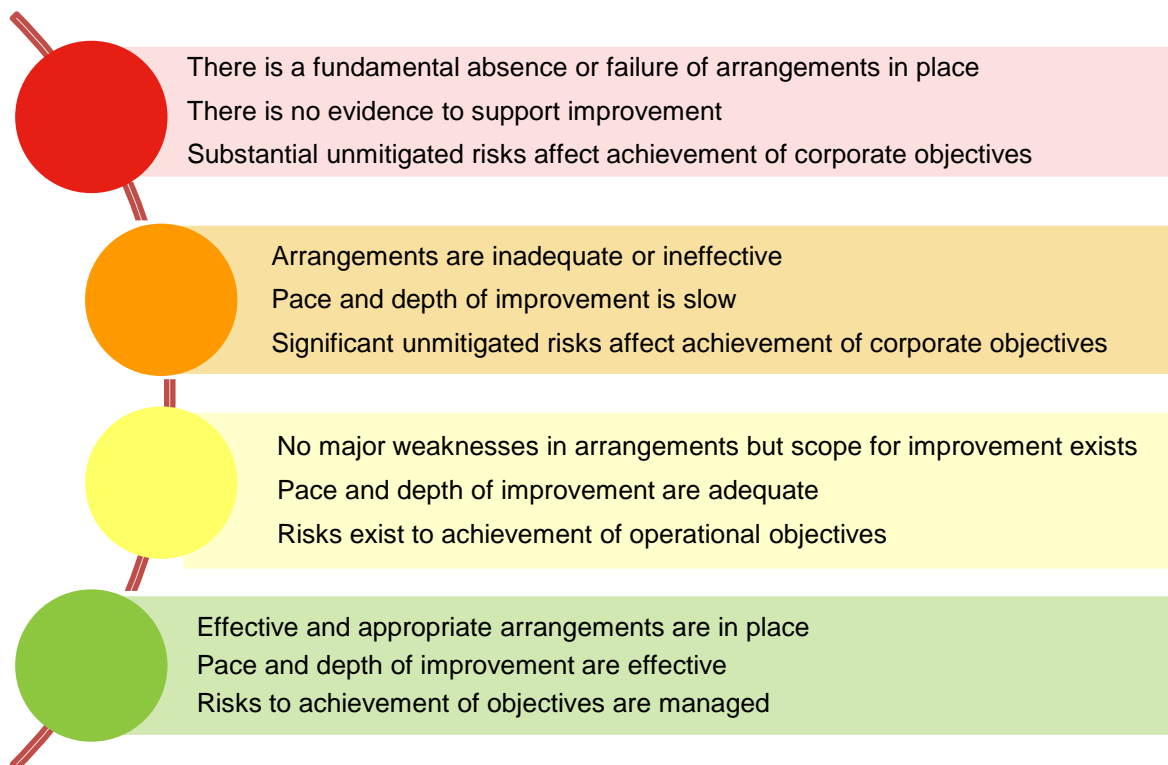 There is a fundamental absence or failure of arrangements in place
There is no evidence to support improvement
Substantial unmitigated risks affect achievement of corporate objectives
Arrangements are inadequate or ineffective
Pace and depth of improvement is slow
Significant unmitigated risks affect achievement of corporate objectives
No major weaknesses in arrangements but scope for improvement exists
Pace and depth of improvement are adequate
Risks exist to achievement of operational objectives
Effective and appropriate arrangements are in place
Pace and depth of improvement are effective
Risks to achievement of objectives are managed